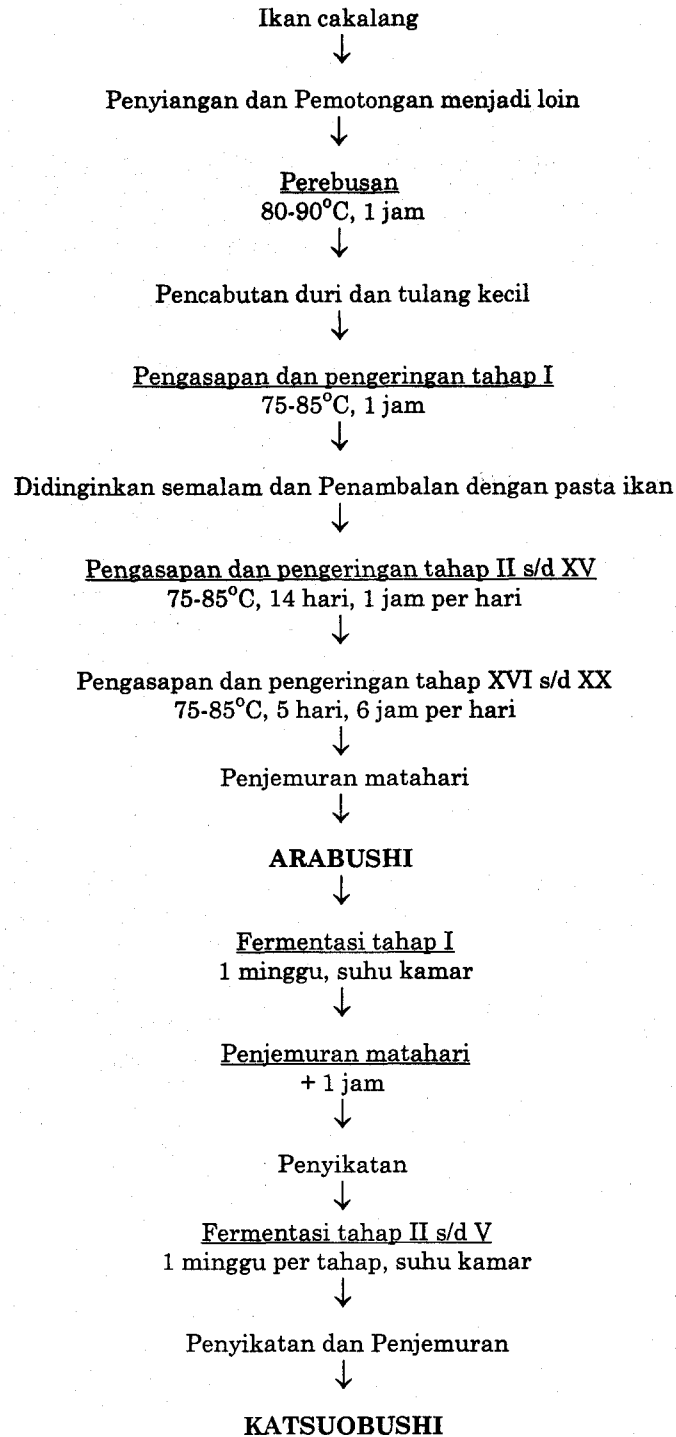 Ikan cakalang
↓
Penyiangan dan Pemotongan menjadi loin
↓
Perebusan
80-90°C, 1 jam
↓
Pencabutan duri dan tulang kecil
↓
Pengasapan dan pengeringan tahap I
75-85°C, 1 jam
↓
Didinginkan semalam dan Penambalan dengan pasta ikan
↓
Pengasapan dan pengeringan tahap II s/d XV
75-85°C, 14 hari, 1 jam per hari
↓
Pengasapan dan pengeringan tahap XVI s/d XX
75-85°C, 5 hari, 6 jam per hari
↓
Penjemuran matahari
↓
ARABUSHI
↓
Fermentasi tahap I
1 minggu, suhu kamar
↓
Penjemuran matahari
+ 1 jam
↓
Penyikatan
↓
Fermentasi tahap II s/d V
1 minggu per tahap, suhu kamar
↓
Penyikatan dan Penjemuran
↓
KATSUOBUSHI